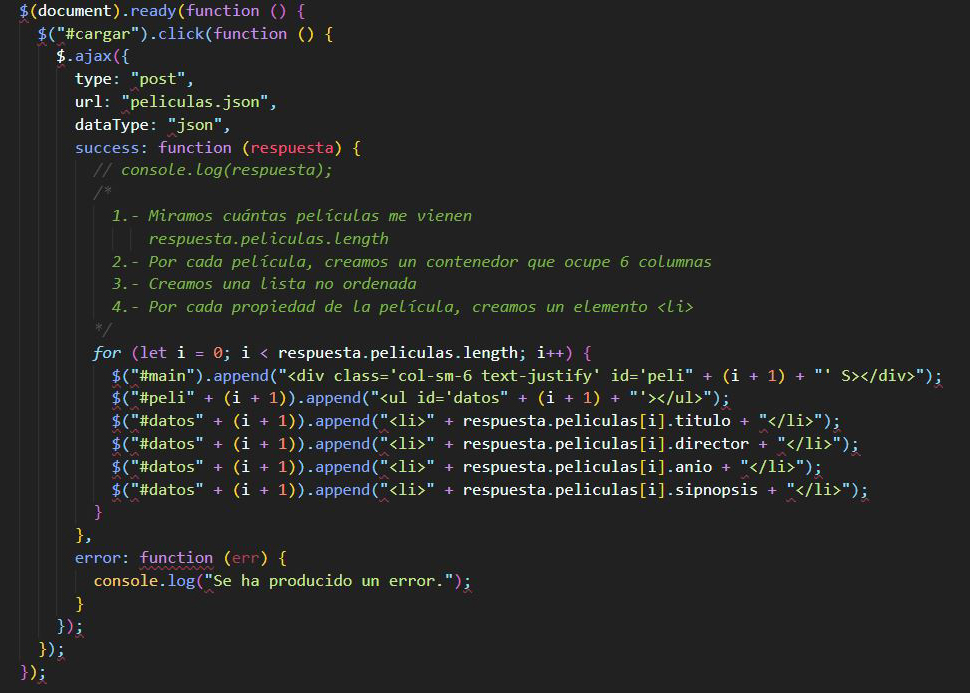 $(document).ready(function () {
$("#cargar").click(function () {
$.ajax({
type: "post",
url: "peliculas.json",
dataType: "json",
success: function (respuesta) {
// console.log(respuesta);
/*
1.- Miramos cuántas películas me vienen
respuesta.peliculas.length
2.- Por cada película, creamos un contenedor que ocupe 6 columnas
3.- Creamos una lista no ordenada
4.- Por cada propiedad de la película, creamos un elemento <li>
*/
for (let i = 0; i < respuesta.peliculas.length; i++) {
$("#main").append("<div class='col-sm-6 text-justify' id='peli" + (i + 1) + "' S></div>");
$("#peli" + (i + 1)).append("<ul id='datos" + (i + 1) + "'></ul>");
$("#datos" + (i + 1)).append("<li>" + respuesta.peliculas[i].titulo + "</li>");
$("#datos" + (i + 1)).append("<li>" + respuesta.peliculas[i].director + "</li>");
$("#datos" + (i + 1)).append("<li>" + respuesta.peliculas[i].anio + "</li>");
$("#datos" + (i + 1)).append("<li>" + respuesta.peliculas[i].sipnopsis + "</li>");
}
},
error: function (err) {
console.log("Se ha producido un error.");
}
});
});
});